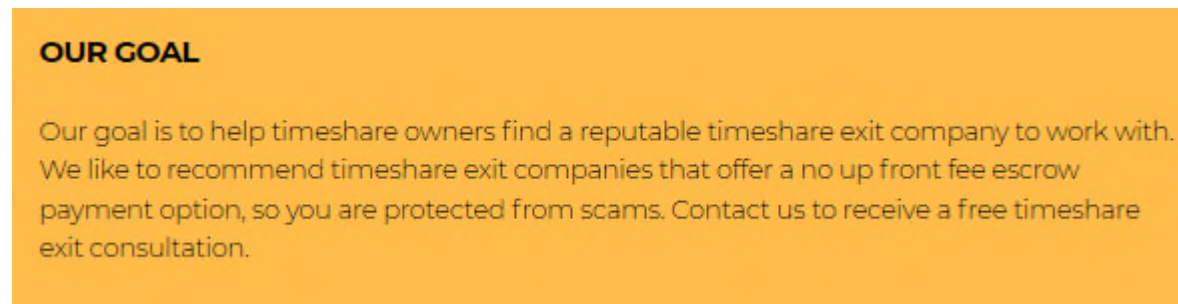 OUR GOAL
Our goal is to help timeshare owners find a reputable timeshare exit company to work with.
We like to recommend timeshare exit companies that offer a no up front fee escrow
payment option, so you are protected from scams. Contact us to receive a free timeshare
exit consultation.